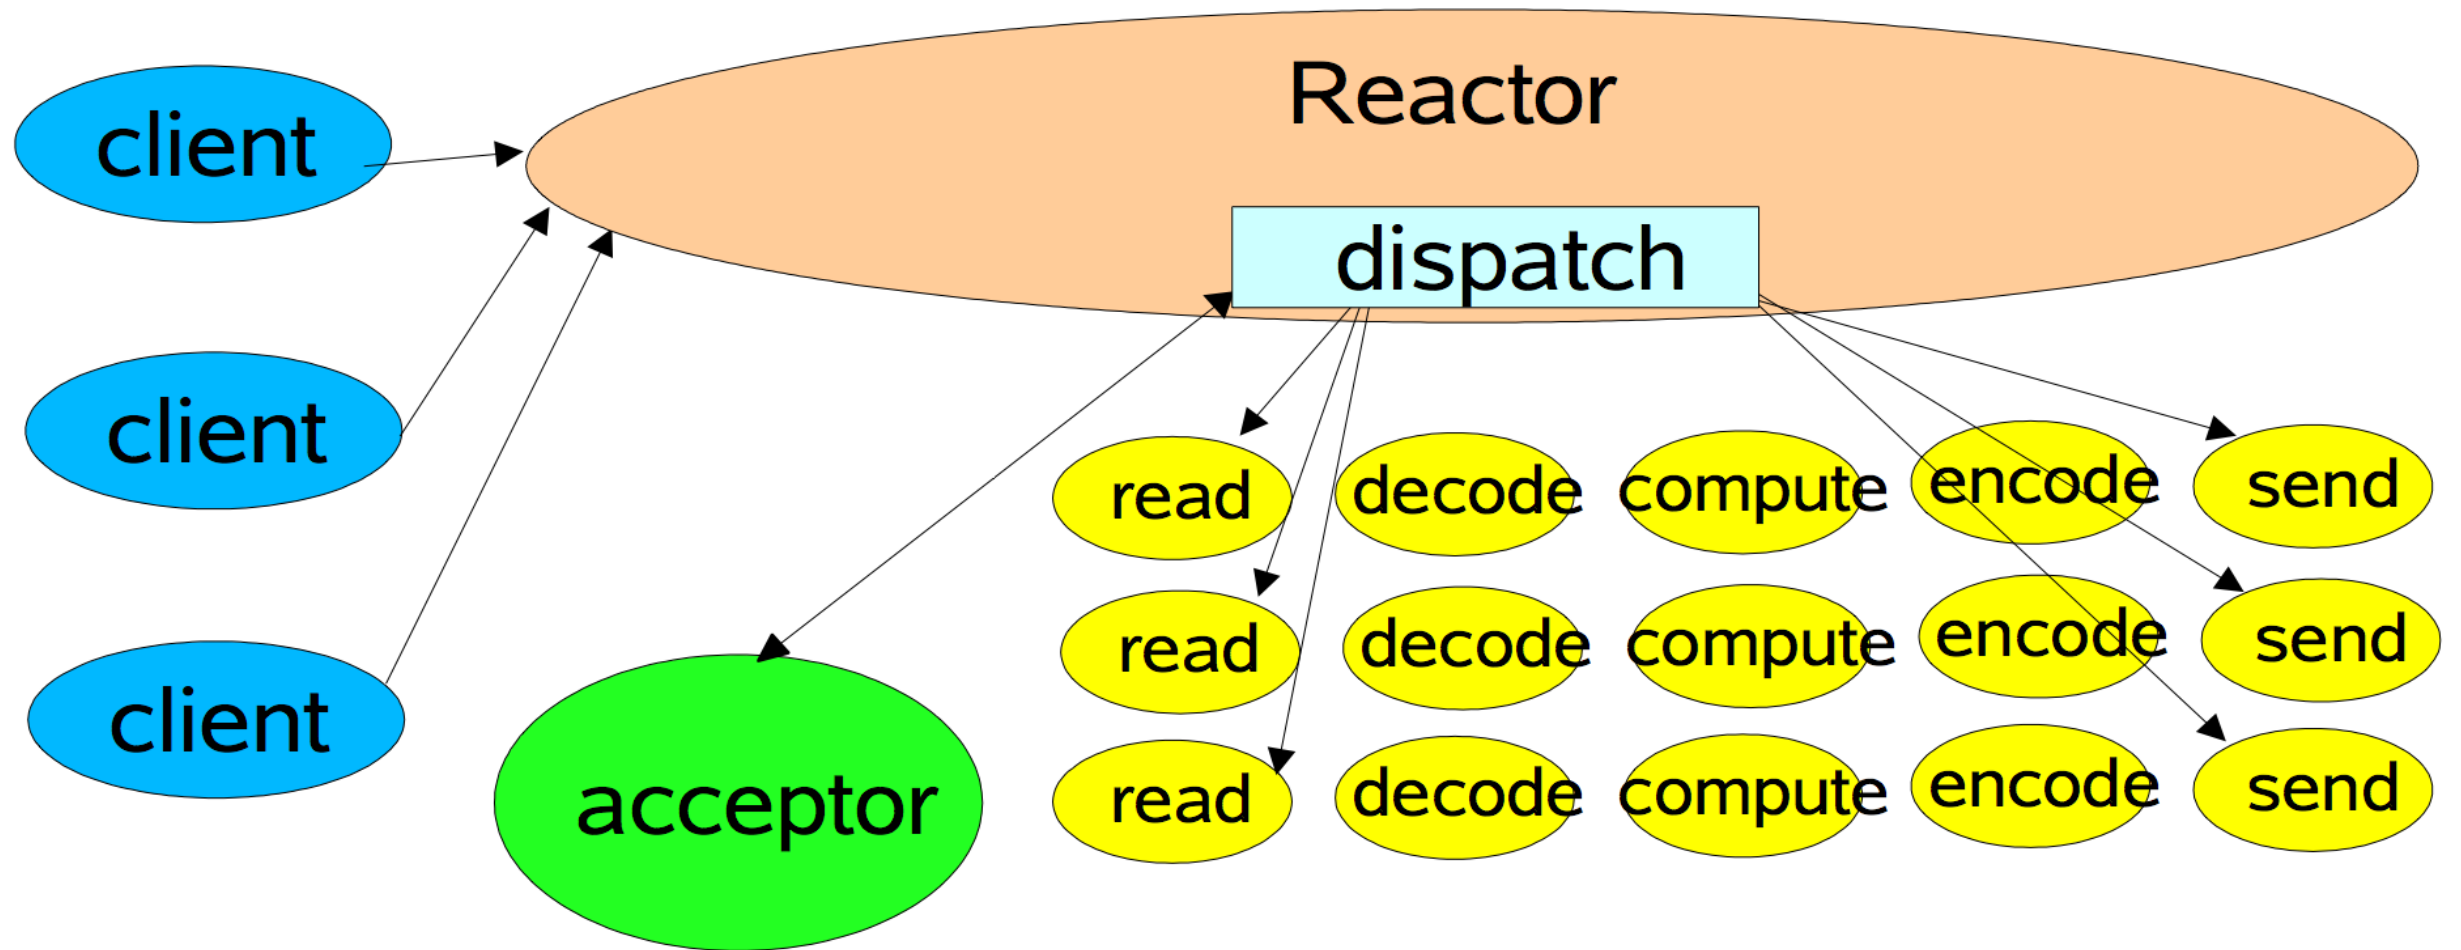 Reactor
client
dispatch
client
read decode compute encode send
read decode compute encode send
client
acceptor
read decode compute encode send